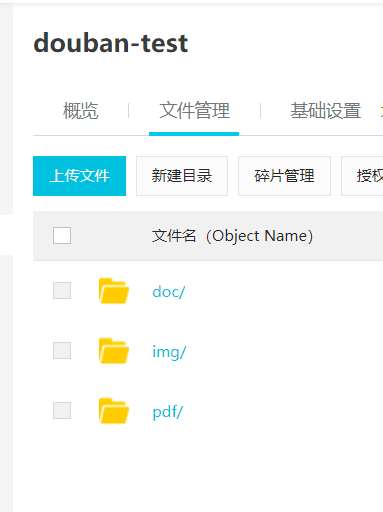 douban-test
概览 文件管理 基础设置
上传文件 新建目录 碎片管理 授权
文件名（Object Name）
doc/
img/
pdf/